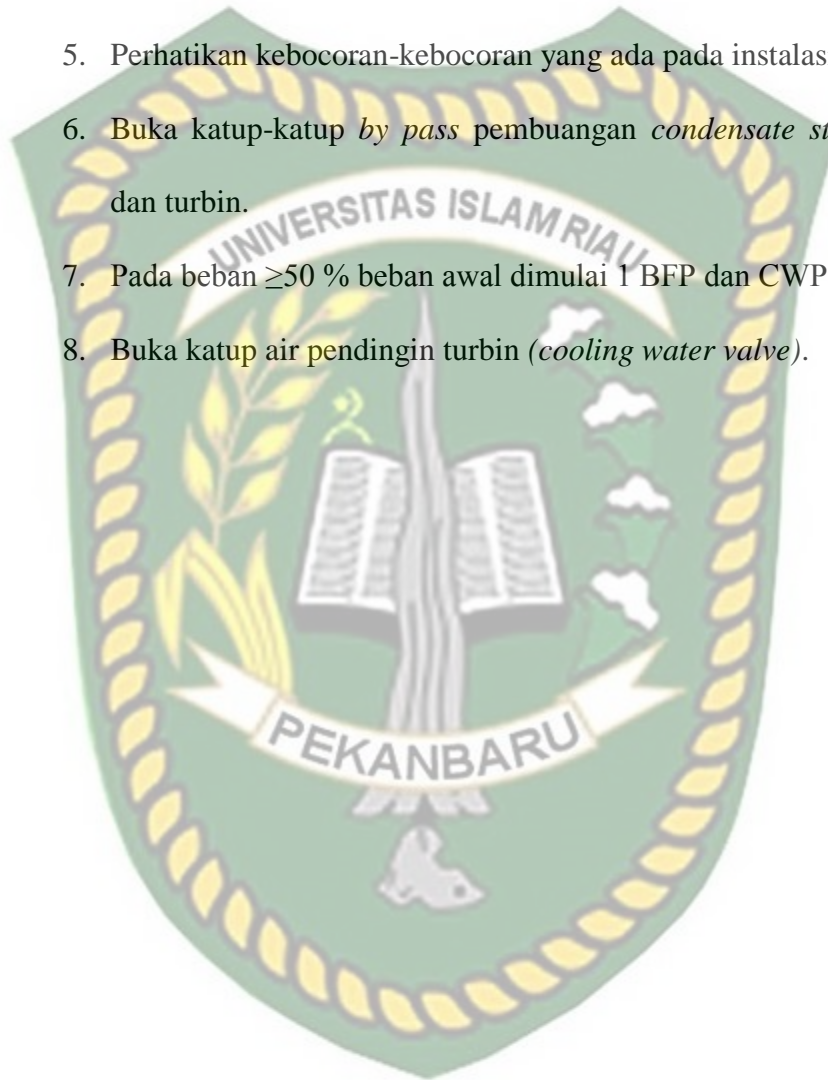 5. Perhatikan kebocoran-kebocoran yang ada pada instalas
6. Buka katup-katup by pass pembuangan condensate st
dan turbin.
UNIVERSITAS ISLAM RIAU
7. Pada beban ≥50 % beban awal dimulai 1 BFP dan CWP
8. Buka katup air pendingin turbin (cooling water valve).
PEKANBARU